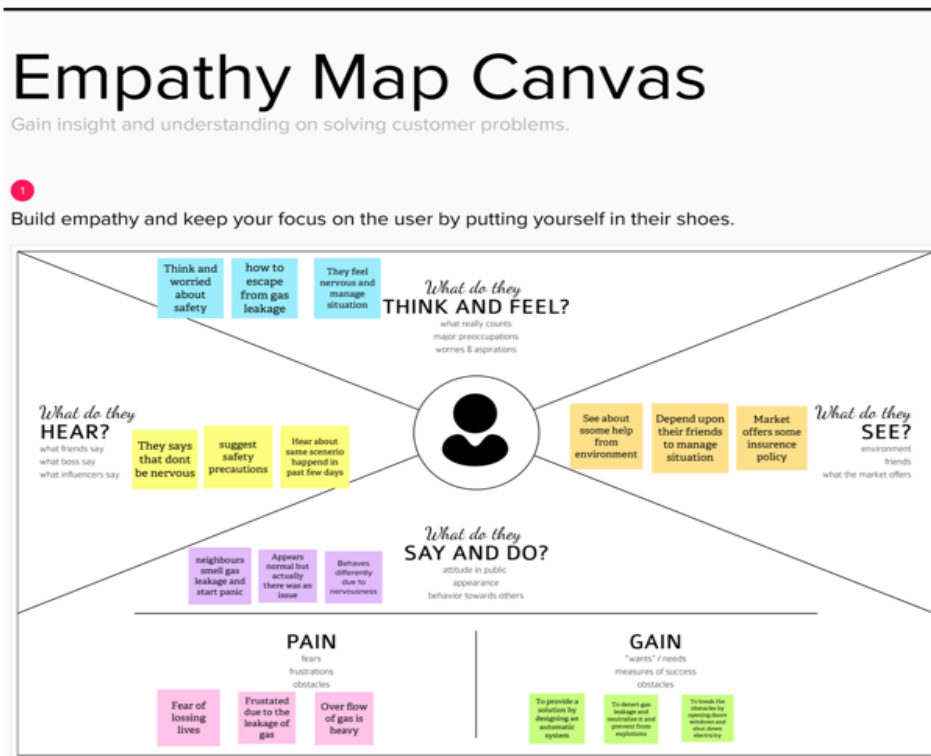 Empathy Map Canvas
Gain insight and understanding on solving customer problems.
1
Build empathy and keep your focus on the user by putting yourself in their shoes.
Think and
worried
about
safety
how to
escape
from gas
leakage
They feel
nervous and
manage
situation
What do they
THINK AND FEEL?
what really counts
major preoccupations
worries & aspirations
What do they
HEAR?
what friends say
what boss say
what influencers say
They says
that dont
be nervous
suggest
safety
precautions
Hear about
same scenerio
happend in
past few days
See about
ssome help
from
environment
Depend upon
their friends
to manage
situation
Market
offers some
insurence
policy
What do they
SEE?
environment
friends
what the market offers
What do they
SAY AND DO?
attitude in public
appearance
behavior towards others
neighbours
smell gas
leakage and
start panic
Appears
normal but
actually
there was an
issue
Behaves
differently
due to
nervousness
PAIN
fears
frustrations
obstacles
Fear of
lossing
lives
Frustated
due to the
leakage of
gas
Over flow
of gas is
heavy
GAIN
"wants" / needs
measures of success
obstacles
To provide a
solution by
designing an
automatic
system
To detect gas
leakage and
neutralize it and
prevent from
explotions
To break the
obstacles by
opening doors
windows and
shut down
electricity